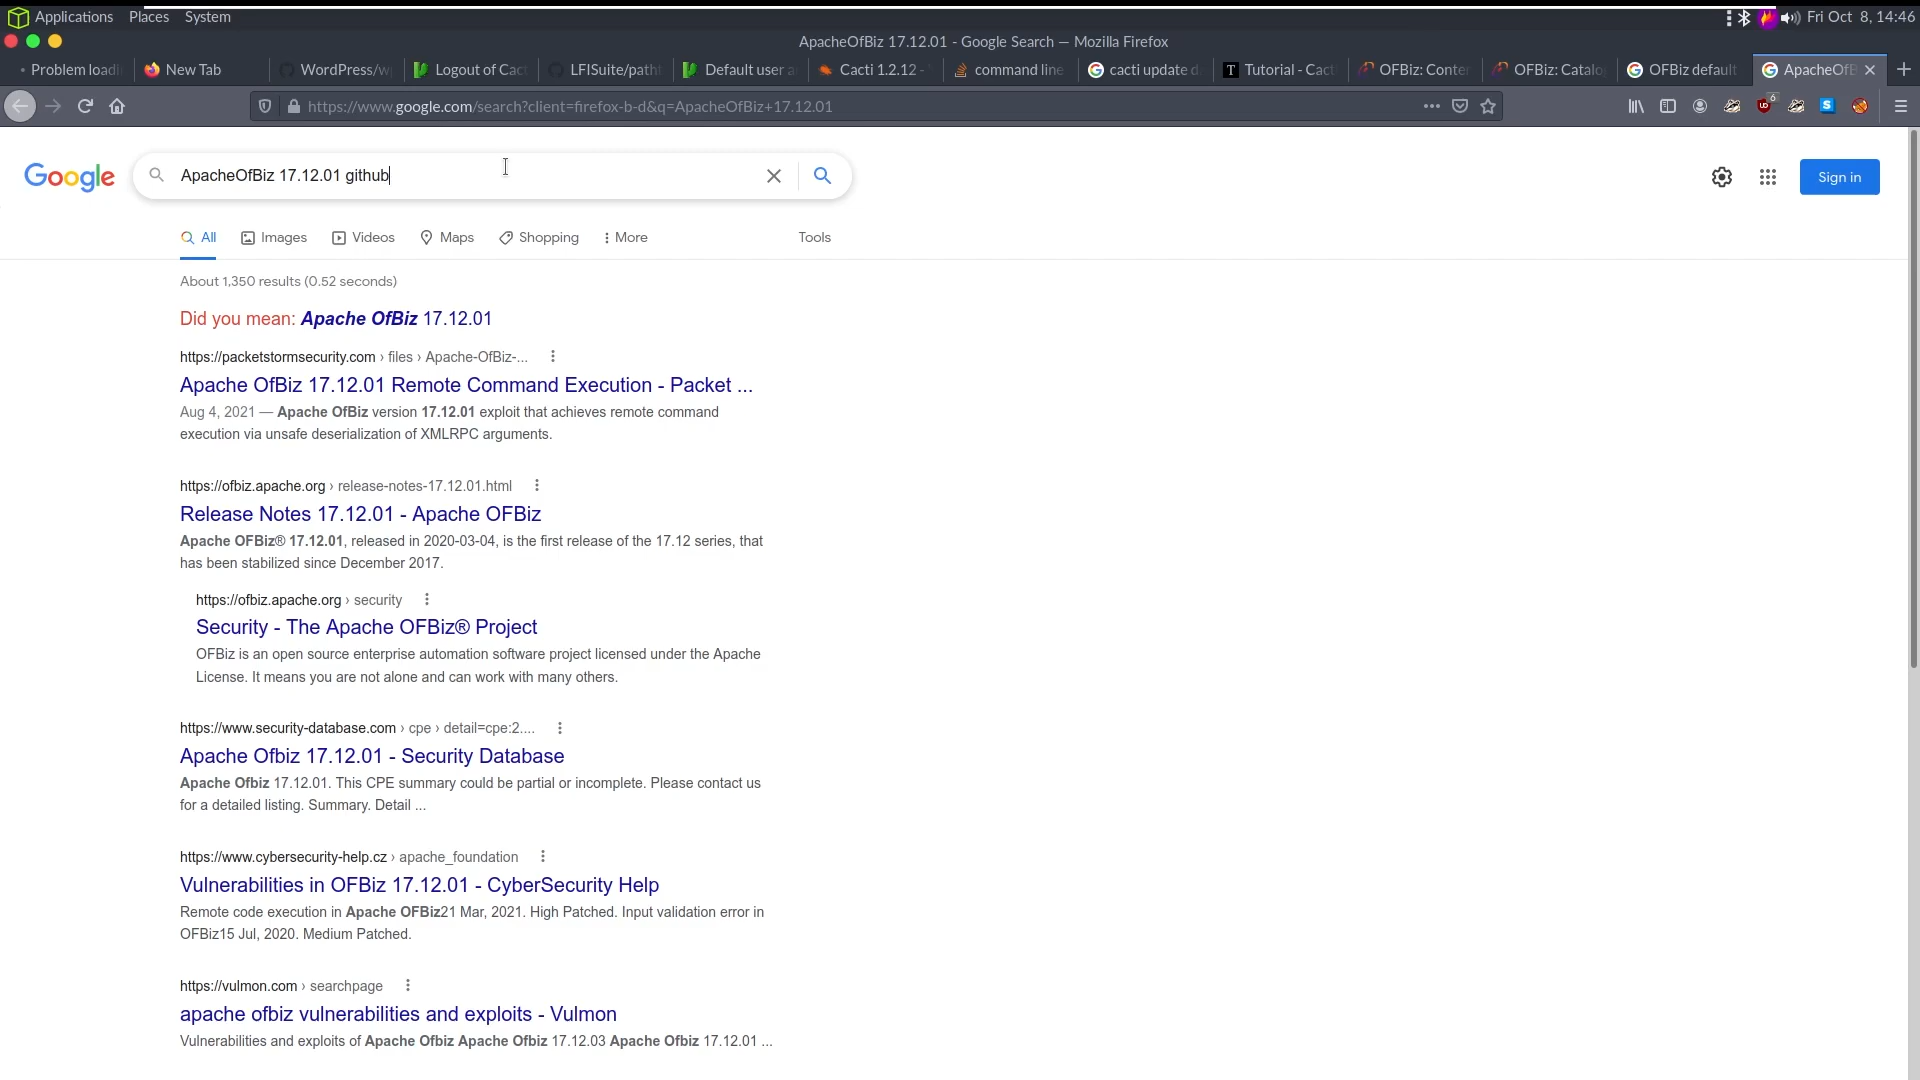 Applications Places System
Fri Oct 8, 14:46
ApacheOfBiz 17.12.01 - Google Search — Mozilla Firefox
Problem loadi
New Tab
WordPress/w
Logout of Cac
LFISuite/path
Default user a
Cacti 1.2.12 -
command line
cacti update d
Tutorial - Cact
OFBiz: Conten
OFBiz: Catalo
OFBiz default
ApacheOfB
https://www.google.com/search?client=firefox-b-d&q=ApacheOfBiz+17.12.01
6
Google
ApacheOfBiz 17.12.01 github
Sign in
All Images Videos Maps Shopping More Tools
About 1,350 results (0.52 seconds)
Did you mean: Apache OfBiz 17.12.01
https://packetstormsecurity.com › files › Apache-OfBiz-...
Apache OfBiz 17.12.01 Remote Command Execution - Packet ...
Aug 4, 2021 — Apache OfBiz version 17.12.01 exploit that achieves remote command
execution via unsafe deserialization of XMLRPC arguments.
https://ofbiz.apache.org › release-notes-17.12.01.html
Release Notes 17.12.01 - Apache OFBiz
Apache OFBiz® 17.12.01, released in 2020-03-04, is the first release of the 17.12 series, that
has been stabilized since December 2017.
https://ofbiz.apache.org › security
Security - The Apache OFBiz® Project
OFBiz is an open source enterprise automation software project licensed under the Apache
License. It means you are not alone and can work with many others.
https://www.security-database.com › cpe › detail=cpe:2....
Apache Ofbiz 17.12.01 - Security Database
Apache Ofbiz 17.12.01. This CPE summary could be partial or incomplete. Please contact us
for a detailed listing. Summary. Detail ...
https://www.cybersecurity-help.cz › apache_foundation
Vulnerabilities in OFBiz 17.12.01 - CyberSecurity Help
Remote code execution in Apache OFBiz21 Mar, 2021. High Patched. Input validation error in
OFBiz15 Jul, 2020. Medium Patched.
https://vulmon.com › searchpage
apache ofbiz vulnerabilities and exploits - Vulmon
Vulnerabilities and exploits of Apache Ofbiz Apache Ofbiz 17.12.03 Apache Ofbiz 17.12.01 ...